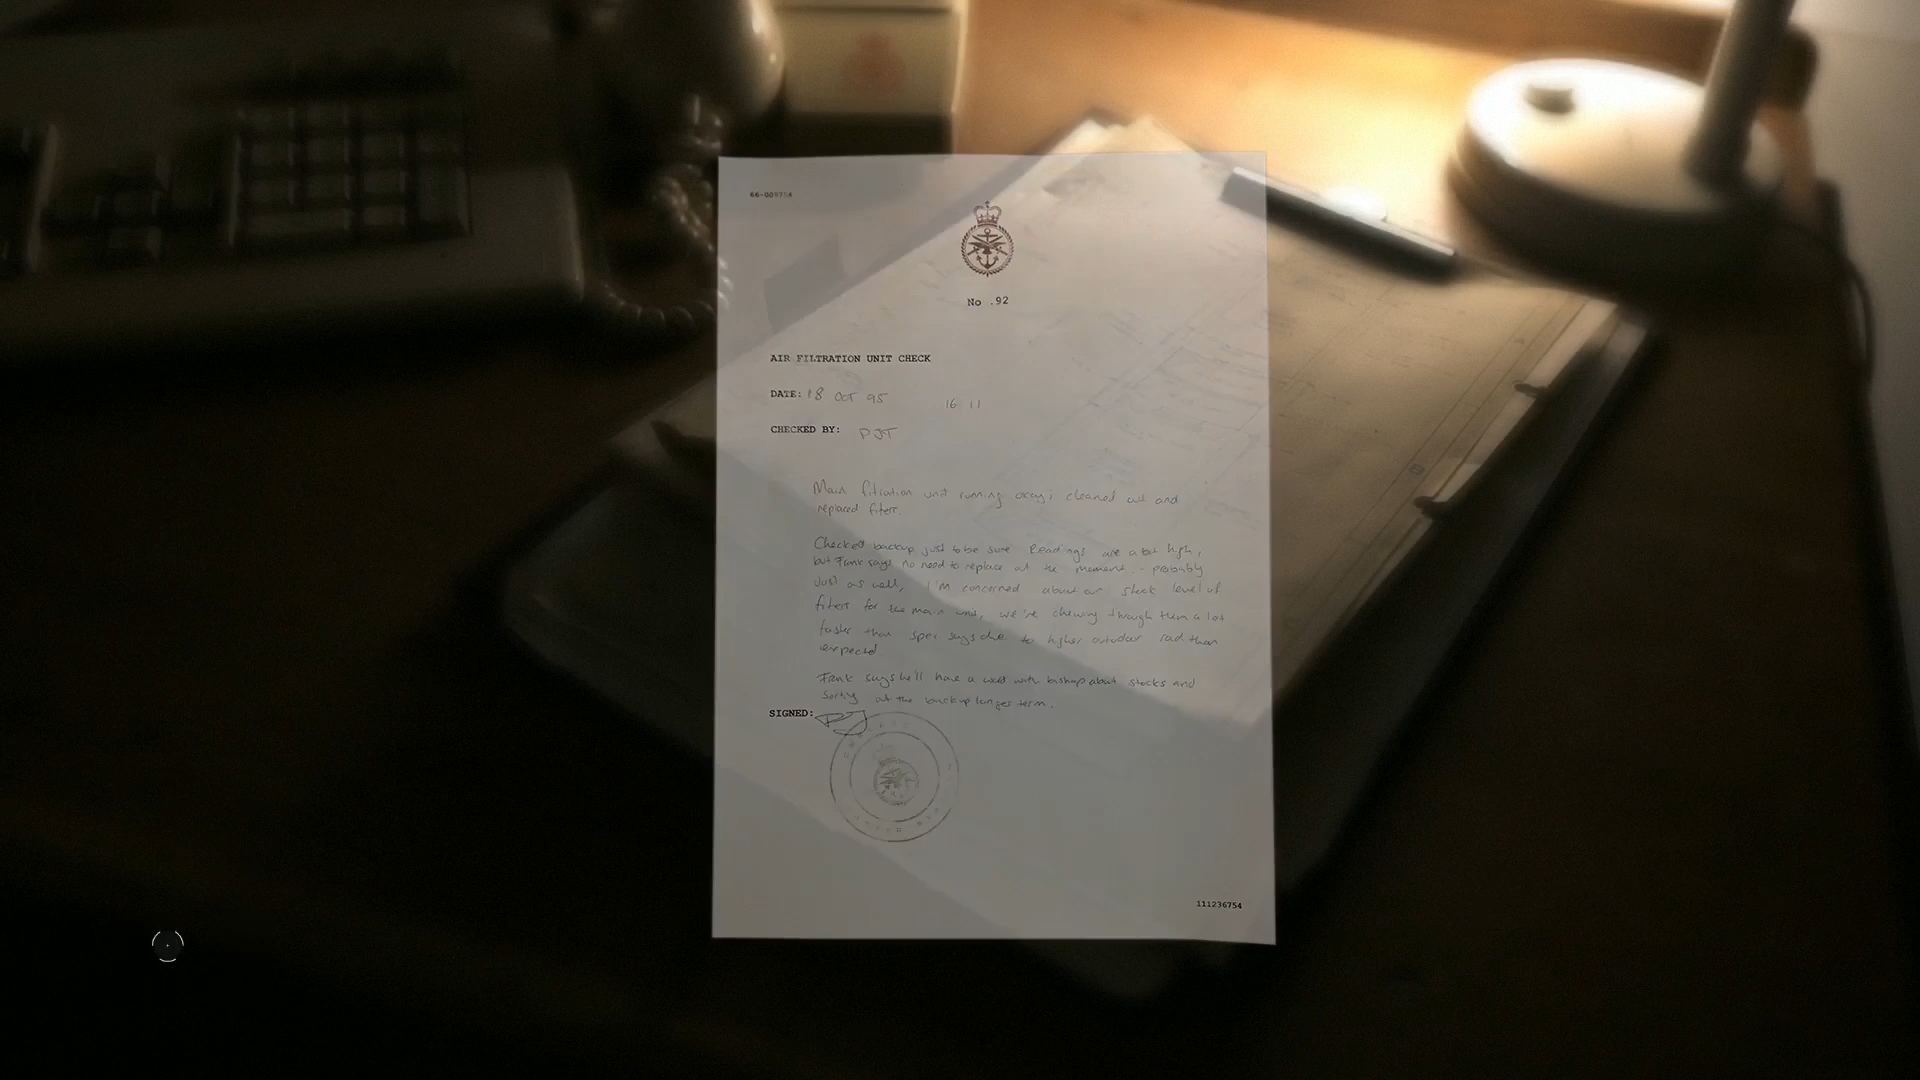 66-009754
No .92
AIR FILTRATION UNIT CHECK
DATE: 18 OCT 95 16 11
CHECKED BY: PJT
Main filtration unit running okay; cleaned out and
replaced filters.
Checked backup just to be sure Readings are a bit high,
but Frank says no need to replace at the moment - probably
just as well, I'm concerned about our stock level of
filters for the main unit, we're chewing through them a lot
faster than spec says due to higher outdoor rad than
expected.
Frank says he'll have a word with bishop about stocks and
sorting out the backup longer term.
SIGNED: PJ
111236754